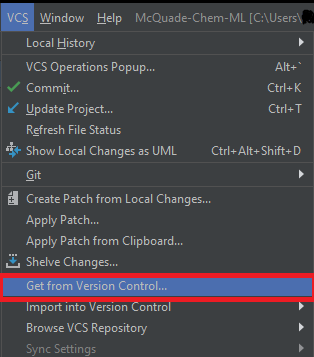 VCS Window McQuade-Chem-ML [C:\Users\
Local History
VCS Operations Popup... Alt+`
Commit... Ctrl+K
Update Project... Ctrl+T
Refresh File Status
Show Local Changes as UML Ctrl+Alt+Shift+D
Git
Create Patch from Local Changes...
Apply Patch...
Apply Patch from Clipboard...
Shelve Changes...
Get from Version Control...
Import into Version Control
Browse VCS Repository
Sync Settings